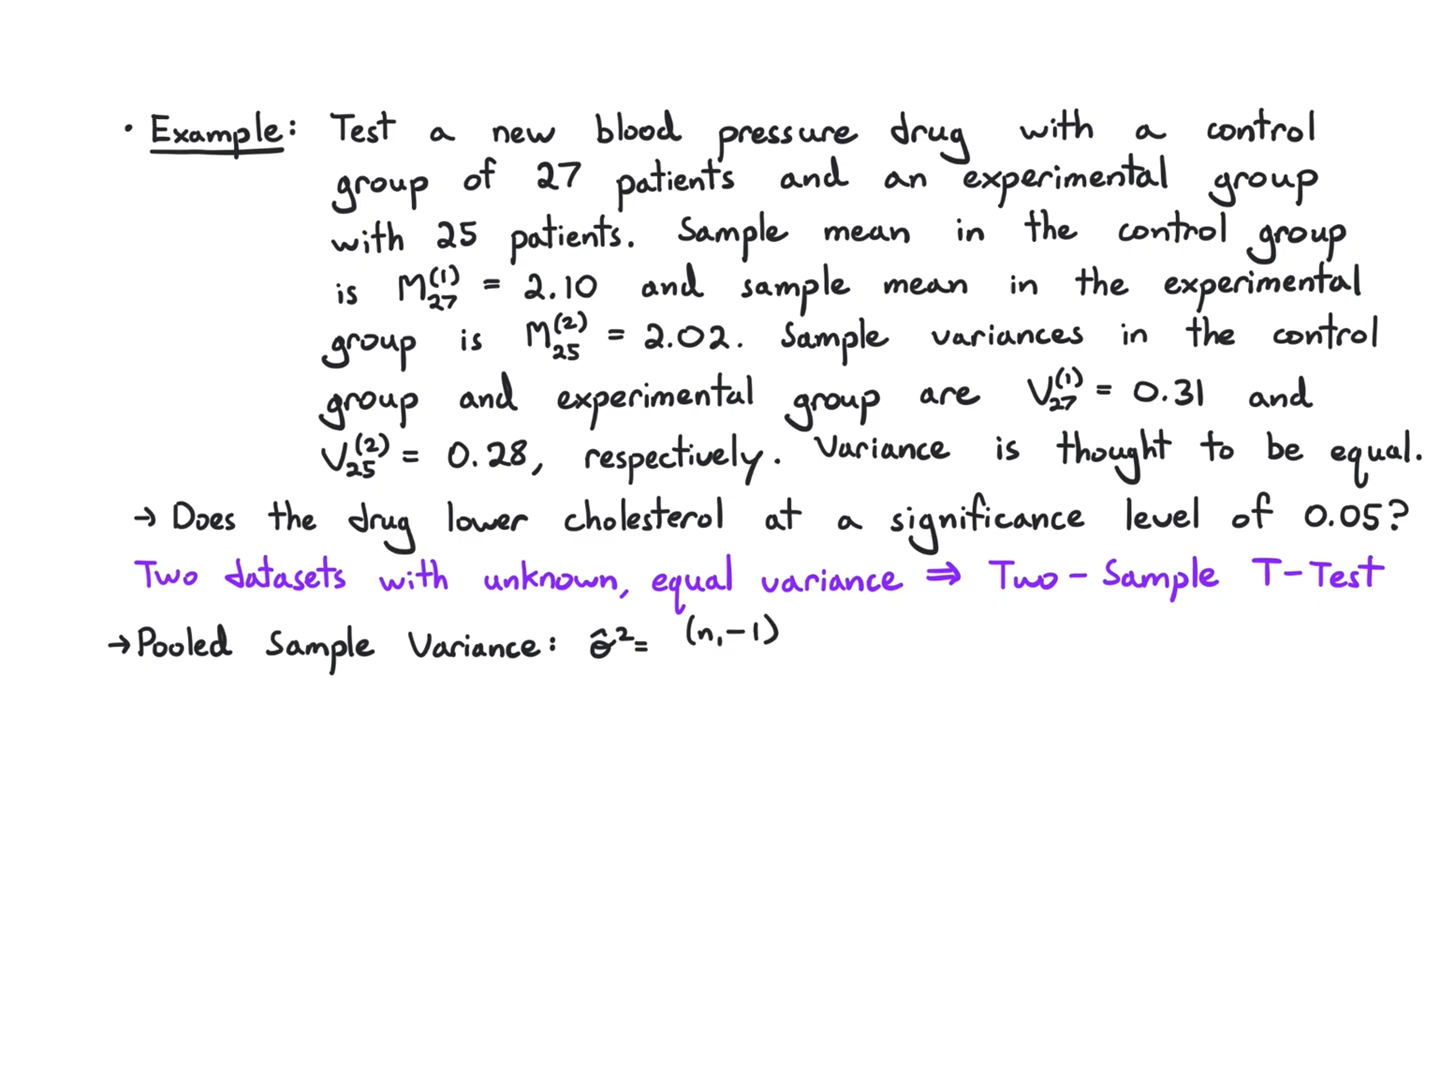 • Example: Test a new blood pressure drug with a control
group of 27 patients and an experimental group
with 25 patients. Sample mean in the control group
is M₂₇⁽¹⁾ = 2.10 and sample mean in the experimental
group is M₂₅⁽²⁾ = 2.02. Sample variances in the control
group and experimental group are V₂₇⁽¹⁾ = 0.31 and
V₂₅⁽²⁾ = 0.28, respectively. Variance is thought to be equal.
→ Does the drug lower cholesterol at a significance level of 0.05?
Two datasets with unknown, equal variance ⇒ Two-Sample T-Test
→ Pooled Sample Variance: σ̂² = (n₁-1)